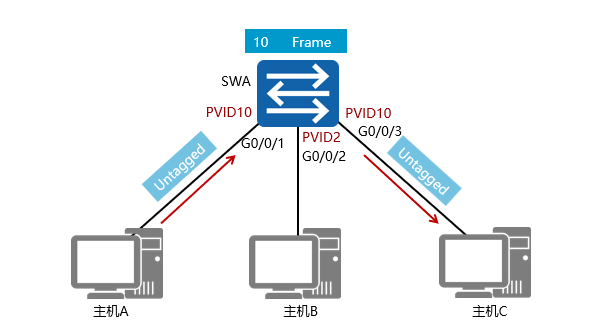 10 Frame
SWA
PVID10
PVID10
G0/0/1
PVID2
G0/0/3
G0/0/2
Untagged
Untagged
主机A
主机B
主机C